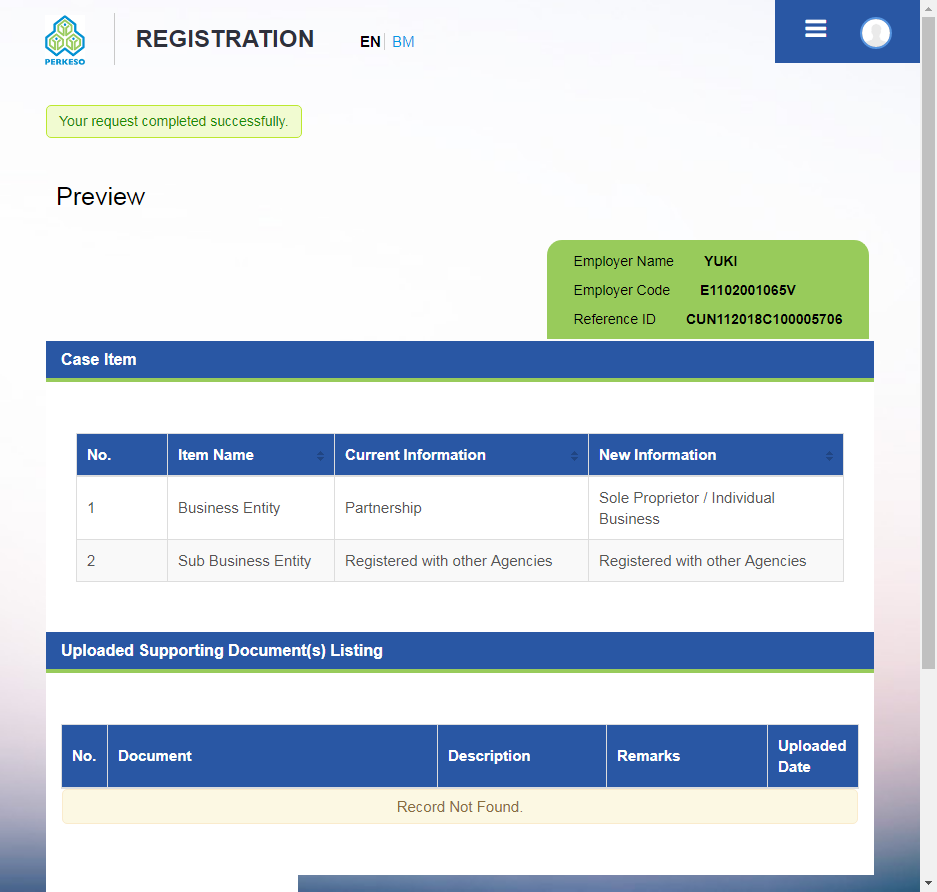 PERKESO
REGISTRATION
EN BM
Your request completed successfully.
Preview
Employer Name YUKI
Employer Code E1102001065V
Reference ID CUN112018C100005706
Case Item
No. Item Name Current Information New Information
1 Business Entity Partnership Sole Proprietor / Individual
Business
2 Sub Business Entity Registered with other Agencies Registered with other Agencies
Uploaded Supporting Document(s) Listing
No. Document Description Remarks Uploaded
Date
Record Not Found.